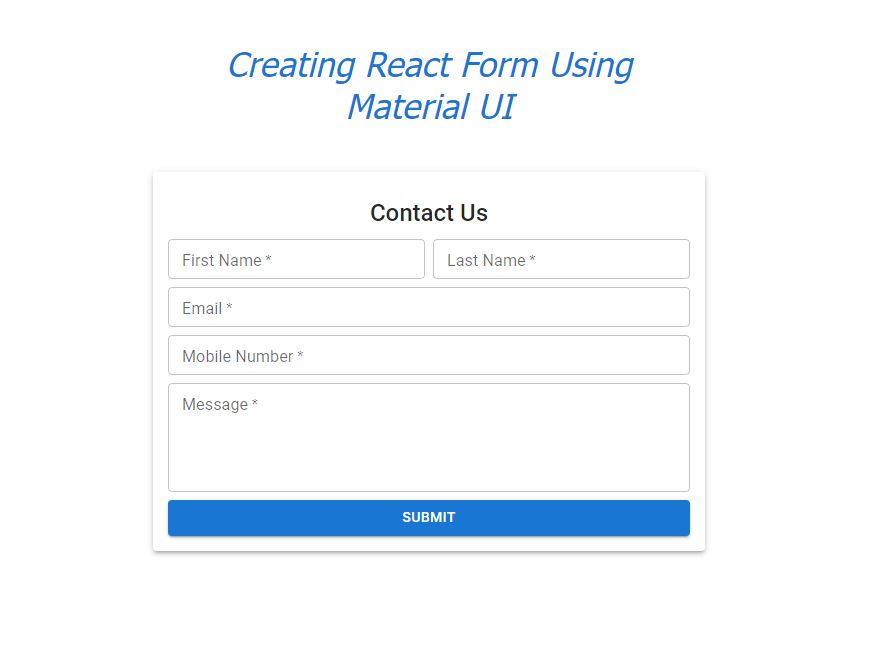 Creating React Form Using
Material UI
Contact Us
First Name *
Last Name *
Email *
Mobile Number *
Message *
SUBMIT